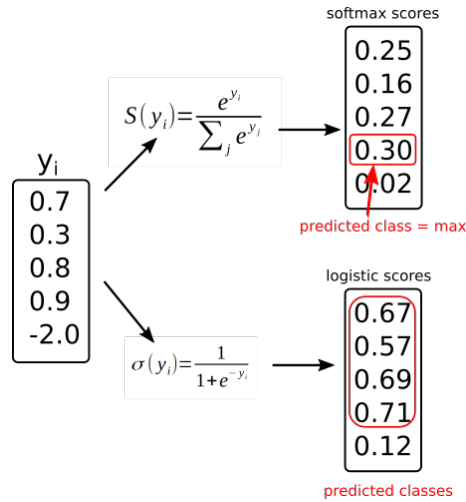 softmax scores
0.25
0.16
0.27
0.30
0.02
predicted class = max
S(y_i)=e^{y_i}/∑_j e^{y_j}
y_i
0.7
0.3
0.8
0.9
-2.0
σ(y_i)=1/1+e^{-y_i}
logistic scores
0.67
0.57
0.69
0.71
0.12
predicted classes